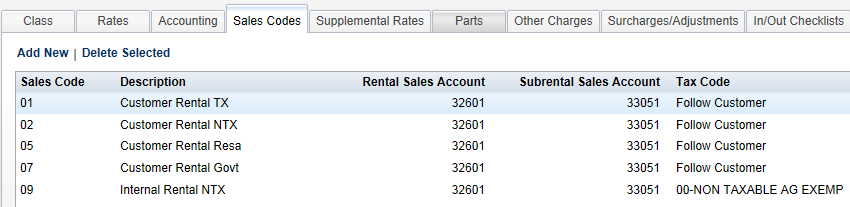 Class Rates Accounting Sales Codes Supplemental Rates Parts Other Charges Surcharges/Adjustments In/Out Checklists
Add New | Delete Selected
Sales Code Description Rental Sales Account Subrental Sales Account Tax Code
01 Customer Rental TX 32601 33051 Follow Customer
02 Customer Rental NTX 32601 33051 Follow Customer
05 Customer Rental Resa 32601 33051 Follow Customer
07 Customer Rental Govt 32601 33051 Follow Customer
09 Internal Rental NTX 32601 33051 00-NON TAXABLE AG EXEMP